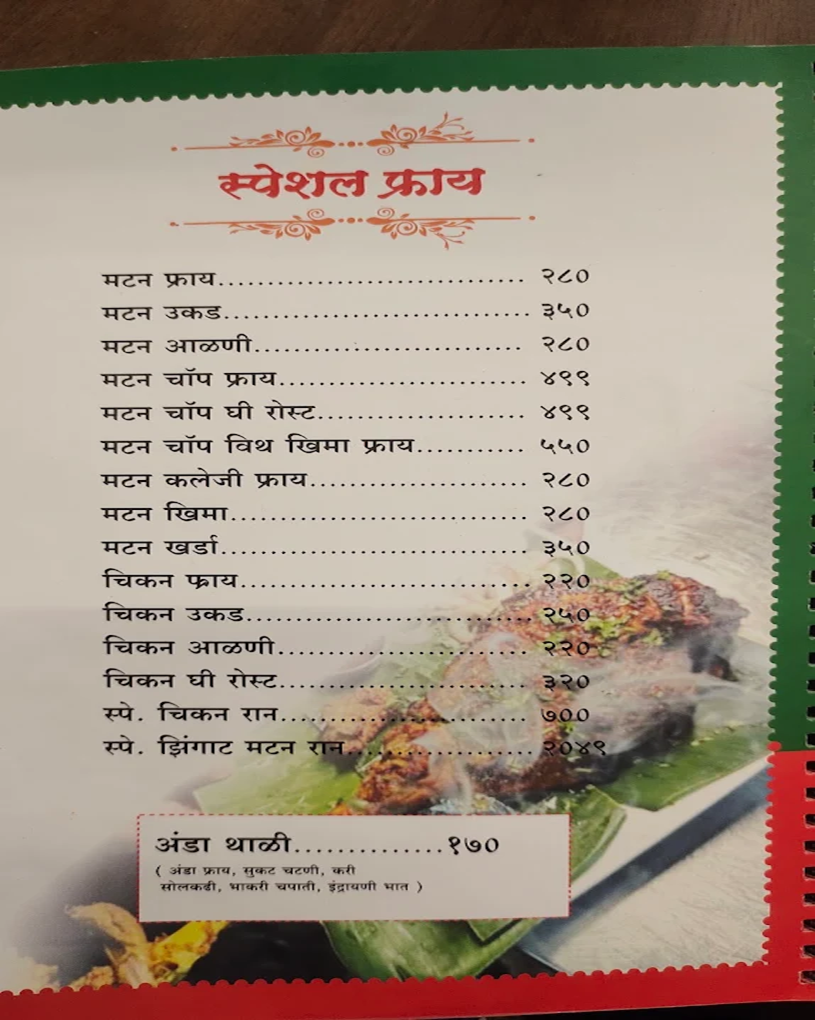 स्पेशल फ्राय
मटन फ्राय............................... २८०
मटन उकड............................... ३५०
मटन आळणी........................... २८०
मटन चॉप फ्राय......................... ४९९
मटन चॉप घी रोस्ट..................... ४९९
मटन चॉप विथ खिमा फ्राय........... ५५०
मटन कलेजी फ्राय...................... २८०
मटन खिमा.............................. २८०
मटन खर्डा............................... ३५०
चिकन फ्राय............................. २२०
चिकन उकड............................. २५०
चिकन आळणी......................... २२०
चिकन घी रोस्ट......................... ३२०
स्पे. चिकन रान......................... ७००
स्पे. झिंगाट मटन रान................... २०४९
अंडा थाळी..............१७०
( अंडा फ्राय, सुकट चटणी, करी
सोलकढी, भाकरी चपाती, इंद्रायणी भात )